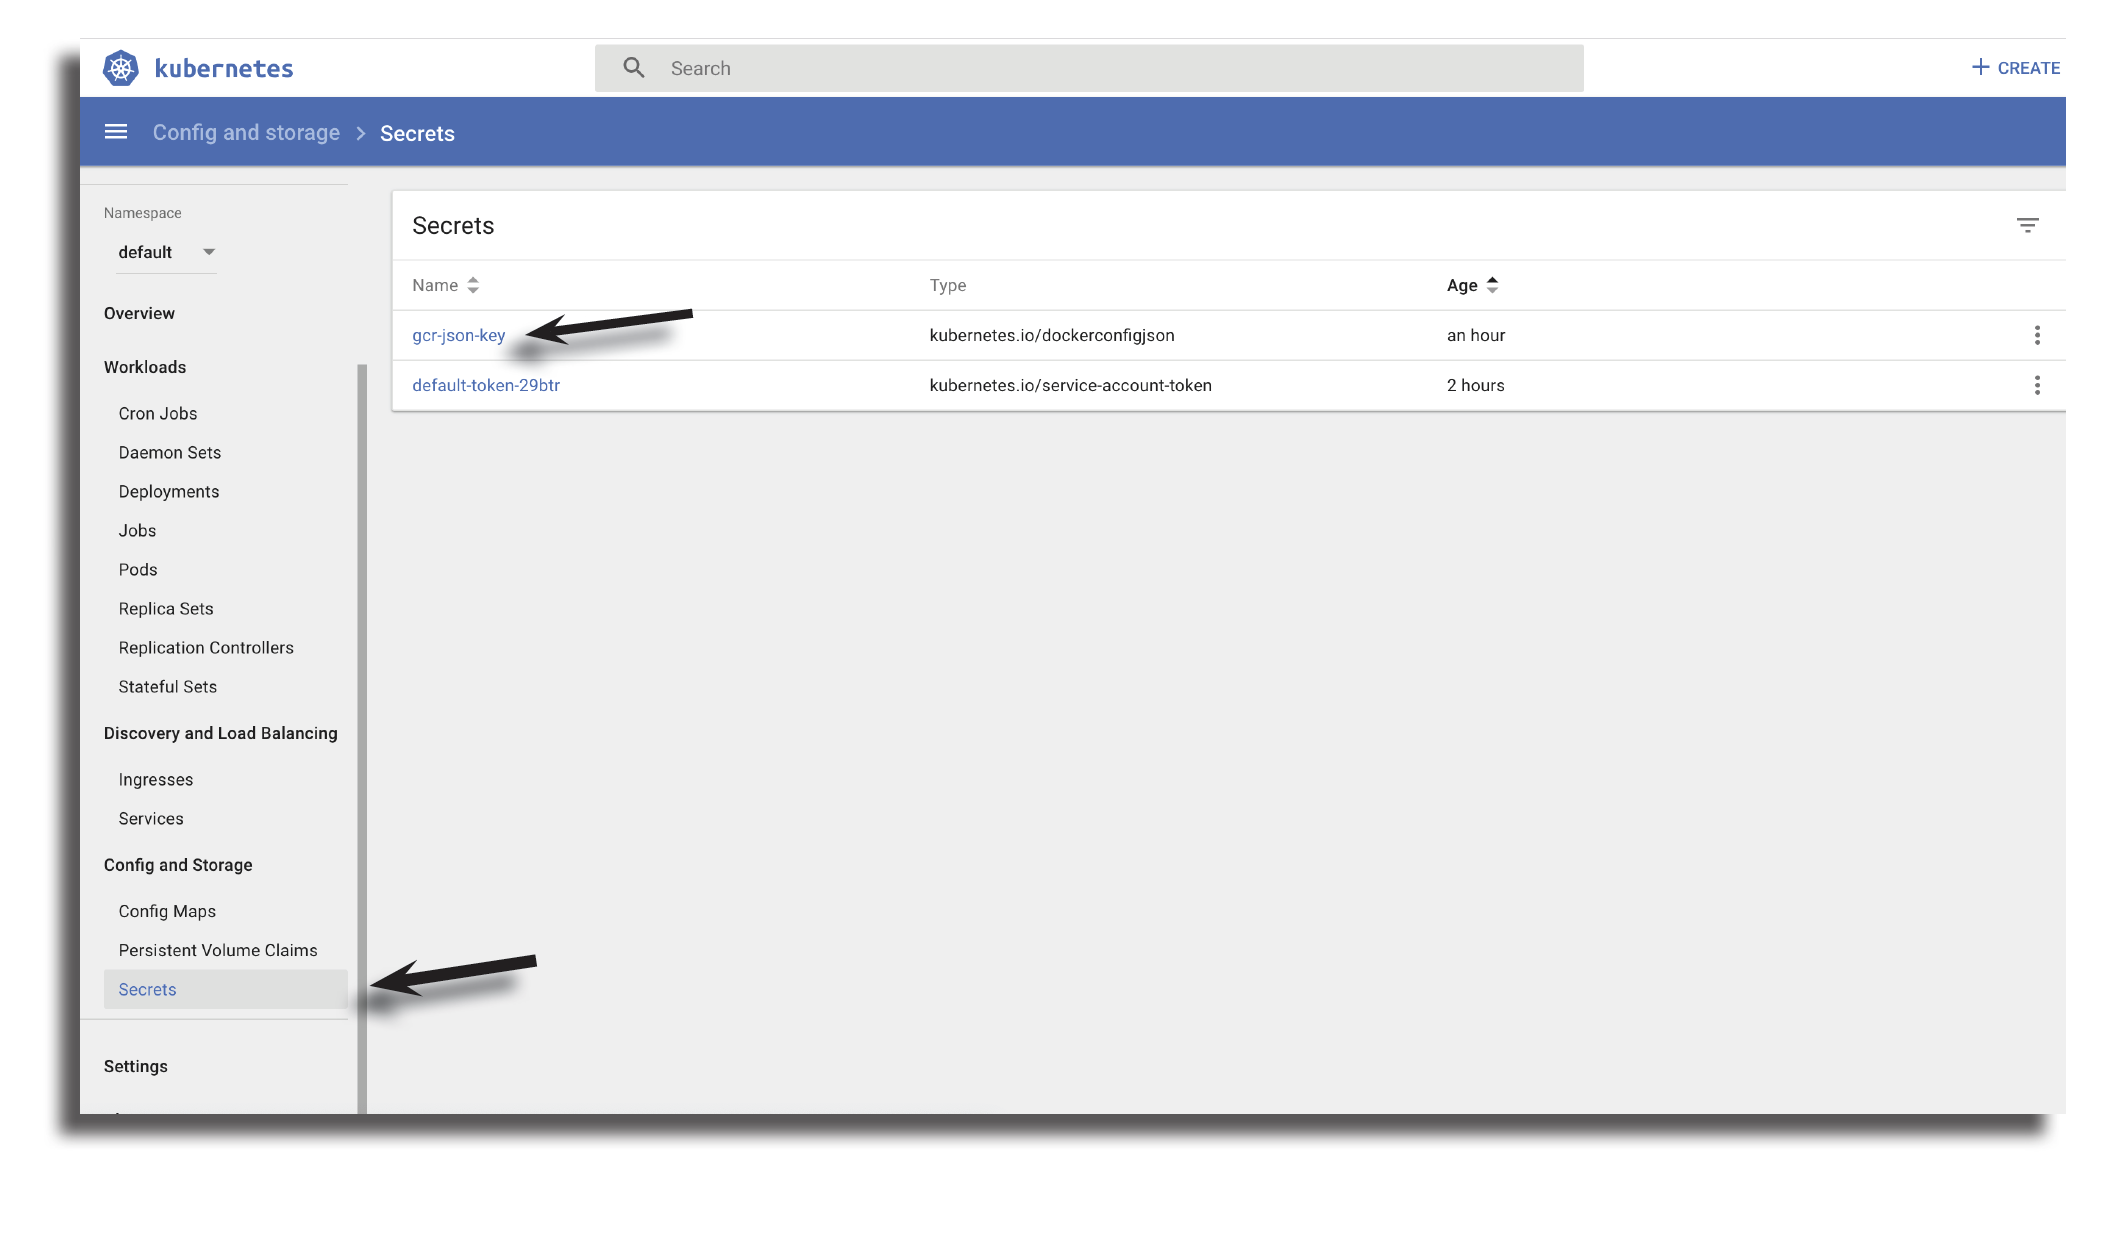 kubernetes
Search
CREATE
Config and storage > Secrets
Namespace
default
Overview
Workloads
Cron Jobs
Daemon Sets
Deployments
Jobs
Pods
Replica Sets
Replication Controllers
Stateful Sets
Discovery and Load Balancing
Ingresses
Services
Config and Storage
Config Maps
Persistent Volume Claims
Secrets
Settings
Secrets
Name Type Age
gcr-json-key kubernetes.io/dockerconfigjson an hour
default-token-29btr kubernetes.io/service-account-token 2 hours